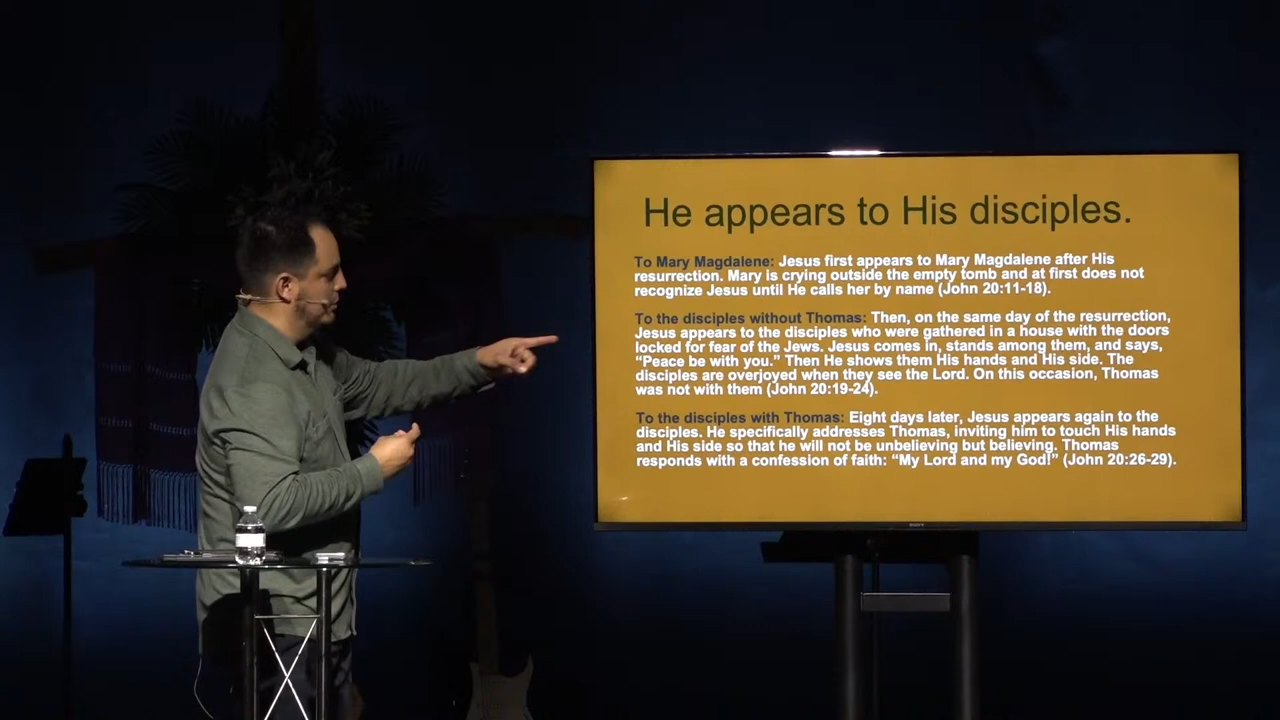 He appears to His disciples.
To Mary Magdalene: Jesus first appears to Mary Magdalene after His
resurrection. Mary is crying outside the empty tomb and at first does not
recognize Jesus until He calls her by name (John 20:11-18).
To the disciples without Thomas: Then, on the same day of the resurrection,
Jesus appears to the disciples who were gathered in a house with the doors
locked for fear of the Jews. Jesus comes in, stands among them, and says,
“Peace be with you.” Then He shows them His hands and His side. The
disciples are overjoyed when they see the Lord. On this occasion, Thomas
was not with them (John 20:19-24).
To the disciples with Thomas: Eight days later, Jesus appears again to the
disciples. He specifically addresses Thomas, inviting him to touch His hands
and His side so that he will not be unbelieving but believing. Thomas
responds with a confession of faith: “My Lord and my God!” (John 20:26-29).
SONY